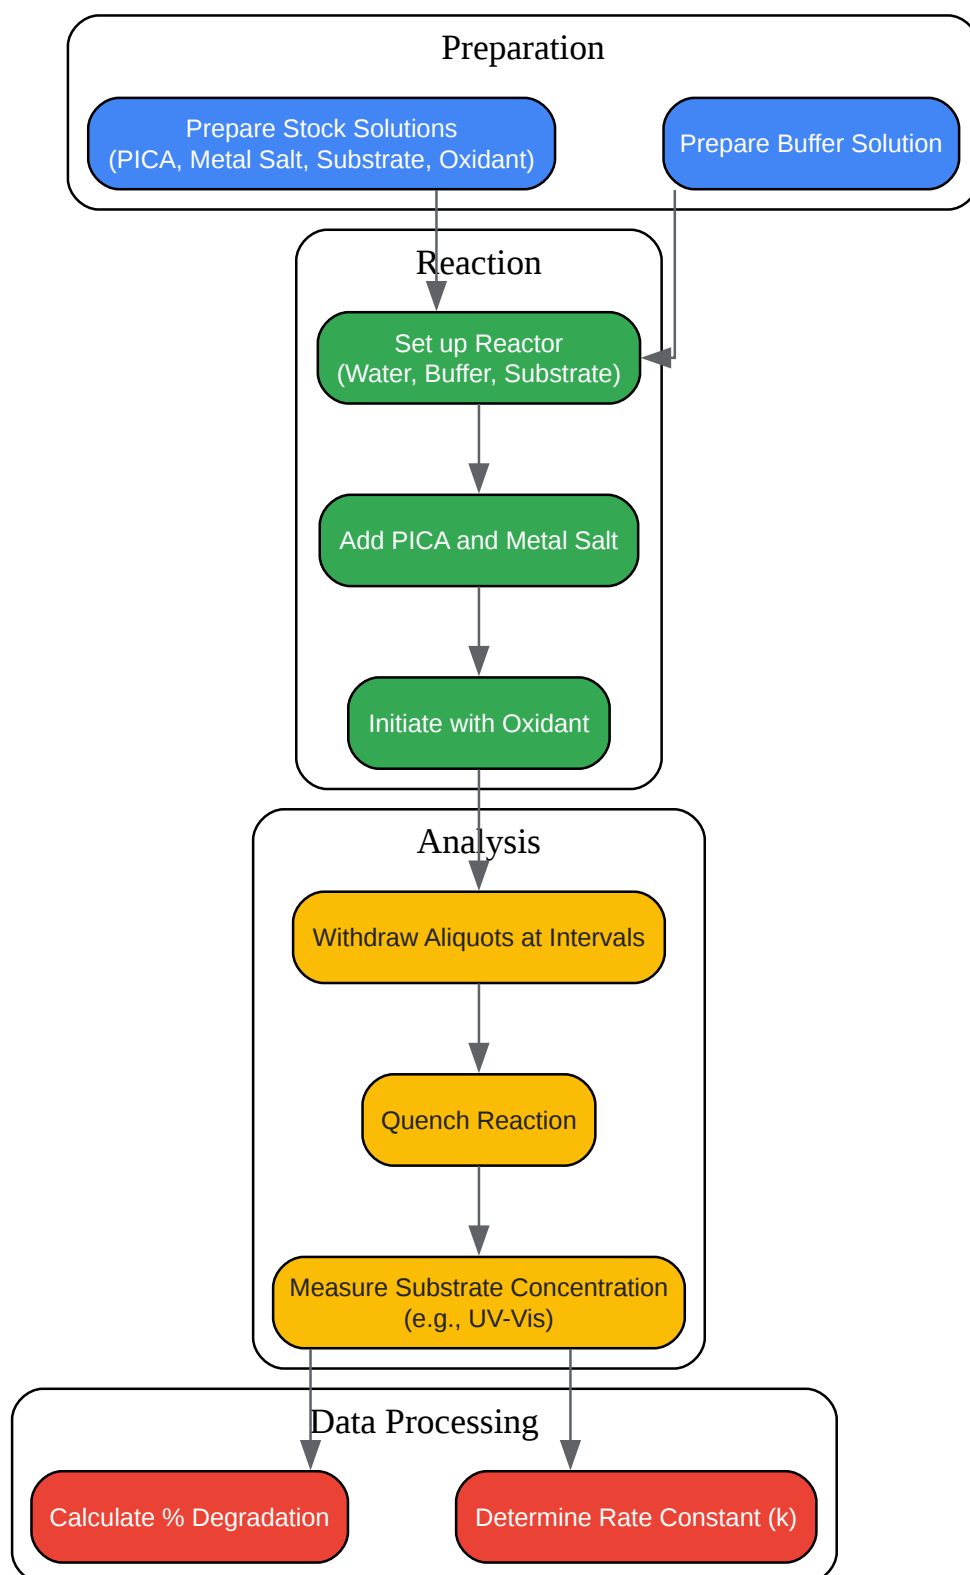 Preparation
Prepare Stock Solutions
(PICA, Metal Salt, Substrate, Oxidant)
Prepare Buffer Solution
Reaction
Set up Reactor
(Water, Buffer, Substrate)
Add PICA and Metal Salt
Initiate with Oxidant
Analysis
Withdraw Aliquots at Intervals
Quench Reaction
Measure Substrate Concentration
(e.g., UV-Vis)
Data Processing
Calculate % Degradation
Determine Rate Constant (k)